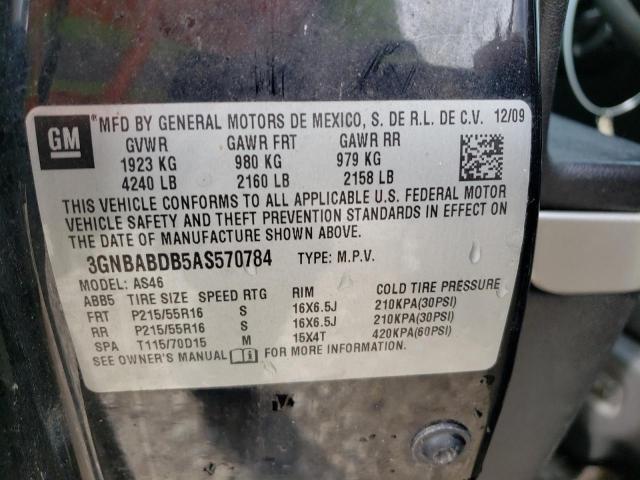 GM ®MFD BY GENERAL MOTORS DE MEXICO, S. DE R.L. DE C.V. 12/09
GVWR GAWR FRT GAWR RR
1923 KG 980 KG 979 KG
4240 LB 2160 LB 2158 LB
THIS VEHICLE CONFORMS TO ALL APPLICABLE U.S. FEDERAL MOTOR
VEHICLE SAFETY AND THEFT PREVENTION STANDARDS IN EFFECT ON
THE DATE OF MANUFACTURE SHOWN ABOVE.
3GNBABDB5AS570784 TYPE: M.P.V.
MODEL: AS46
ABB5 TIRE SIZE SPEED RTG RIM COLD TIRE PRESSURE
FRT P215/55R16 S 16X6.5J 210KPA(30PSI)
RR P215/55R16 S 16X6.5J 210KPA(30PSI)
SPA T115/70D15 M 15X4T 420KPA(60PSI)
SEE OWNER'S MANUAL FOR MORE INFORMATION.